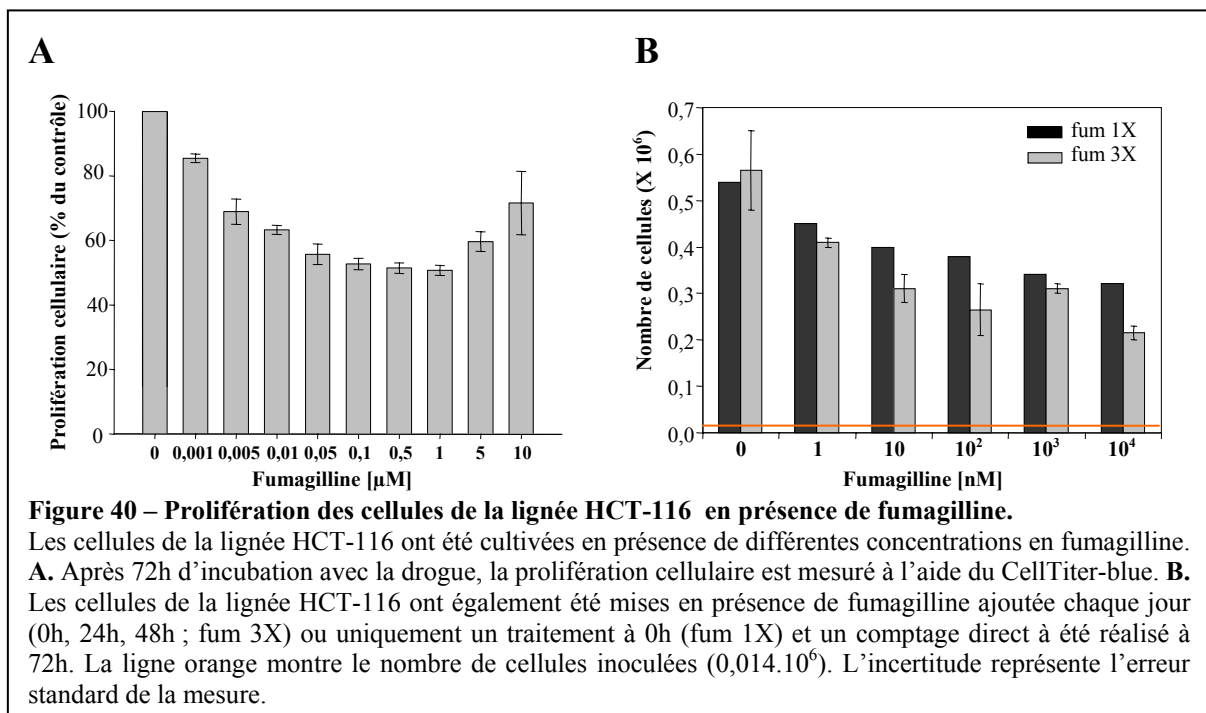 A
Prolifération cellulaire (% du contrôle)
100
80
60
40
20
0
0 0,001 0,005 0,01 0,05 0,1 0,5 1 5 10
Fumagilline [µM]
B
Nombre de cellules (X 10⁶)
0,7
0,6
0,5
0,4
0,3
0,2
0,1
0,0
fum 1X
fum 3X
0 1 10 10² 10³ 10⁴
Fumagilline [nM]
Figure 40 – Prolifération des cellules de la lignée HCT-116 en présence de fumagilline.
Les cellules de la lignée HCT-116 ont été cultivées en présence de différentes concentrations en fumagilline.
A. Après 72h d'incubation avec la drogue, la prolifération cellulaire est mesuré à l'aide du CellTiter-blue. B.
Les cellules de la lignée HCT-116 ont également été mises en présence de fumagilline ajoutée chaque jour
(0h, 24h, 48h ; fum 3X) ou uniquement un traitement à 0h (fum 1X) et un comptage direct à été réalisé à
72h. La ligne orange montre le nombre de cellules inoculées (0,014.10⁶). L'incertitude représente l'erreur
standard de la mesure.